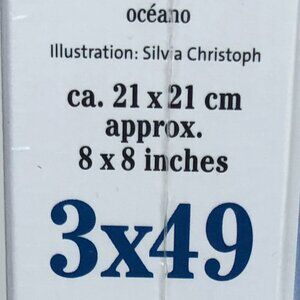 océano
Illustration: Silvia Christoph
ca. 21 x 21 cm
approx.
8 x 8 inches
3x49